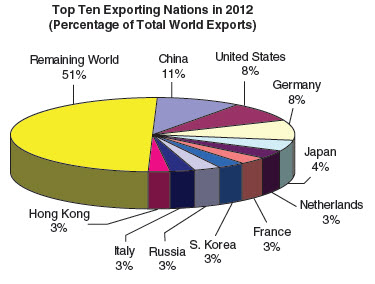 Top Ten Exporting Nations in 2012
(Percentage of Total World Exports)
Remaining World
51%
China
11%
United States
8%
Germany
8%
Japan
4%
Netherlands
3%
France
3%
S. Korea
3%
Russia
3%
Italy
3%
Hong Kong
3%